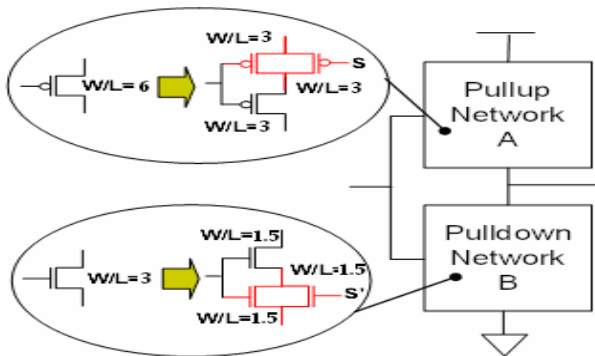 W/L=3
S
W/L= 6
W/L=3
W/L=3
Pullup
Network
A
W/L=1.5
W/L=3
W/L=1.5
S'
W/L=1.5
Pulldown
Network
B